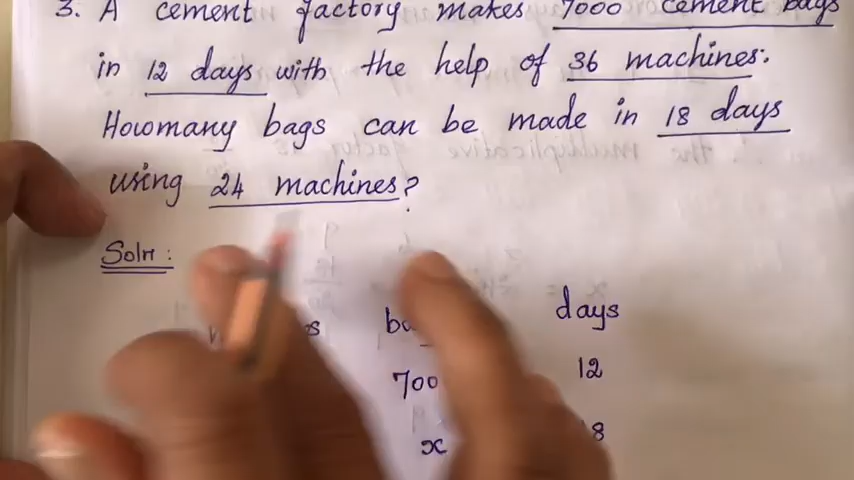 3. A cement factory makes 7000 cement bags
in 12 days with the help of 36 machines.
Howmany bags can be made in 18 days
using 24 machines?
Soln :
days
700
12
x